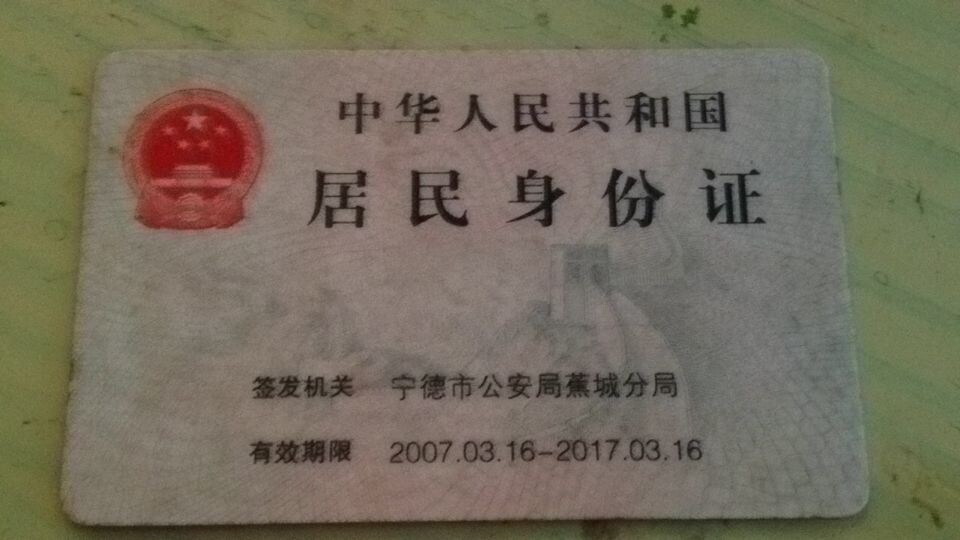 中华人民共和国
居民身份证
签发机关 宁德市公安局蕉城分局
有效期限 2007.03.16-2017.03.16